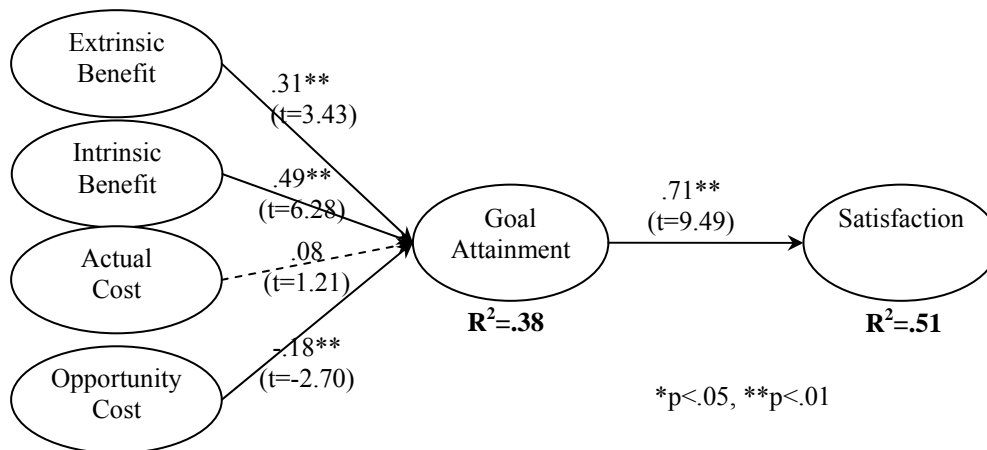 Extrinsic
Benefit
.31**
(t=3.43)
Intrinsic
Benefit
.49**
(t=6.28)
Actual
Cost
.08
(t=1.21)
Opportunity
Cost
-.18**
(t=-2.70)
Goal
Attainment
R²=.38
.71**
(t=9.49)
Satisfaction
R²=.51
*p<.05, **p<.01